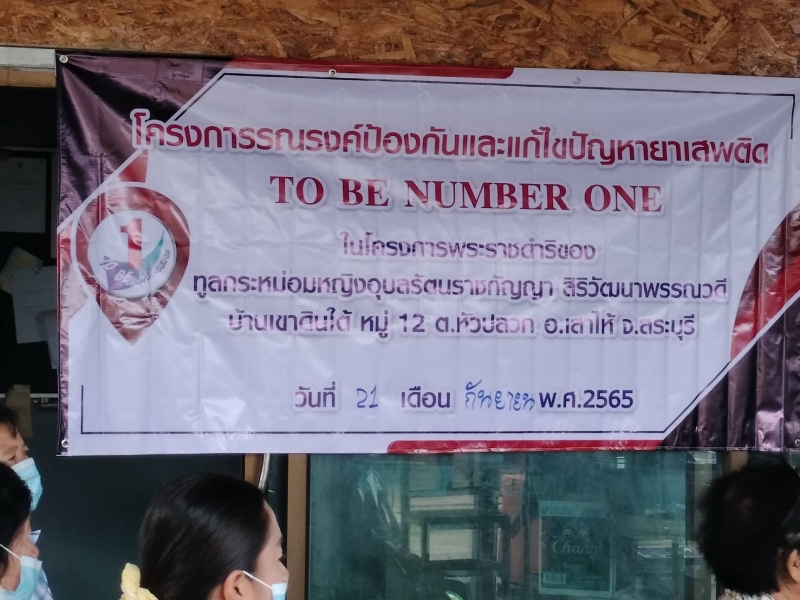 โครงการรณรงค์ป้องกันและแก้ไขปัญหายาเสพติด
TO BE NUMBER ONE
1
TO BE NUMBER ONE
ในโครงการพระราชดำริของ
ทูลกระหม่อมหญิงอุบลรัตนราชกัญญา สิริวัฒนาพรรณวดี
บ้านเขาดินใต้ หมู่ 12 ต.หัวปลวก อ.เสาไห้ จ.สระบุรี
วันที่ 21 เดือน กันยายน พ.ศ.2565
Chang